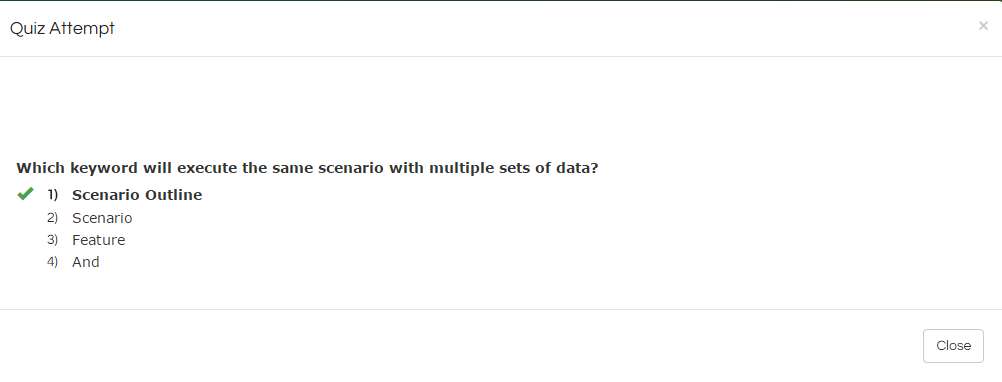 Quiz Attempt
×
Which keyword will execute the same scenario with multiple sets of data?
1) Scenario Outline
2) Scenario
3) Feature
4) And
Close